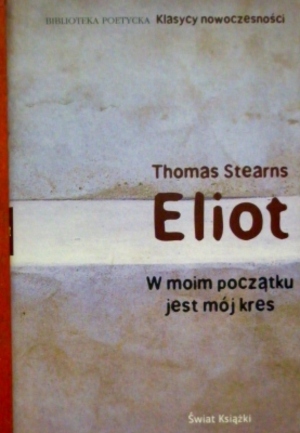 BIBLIOTEKA POETYCKA Klasycy nowoczesności
Thomas Stearns
Eliot
W moim początku
jest mój kres
Świat Książki